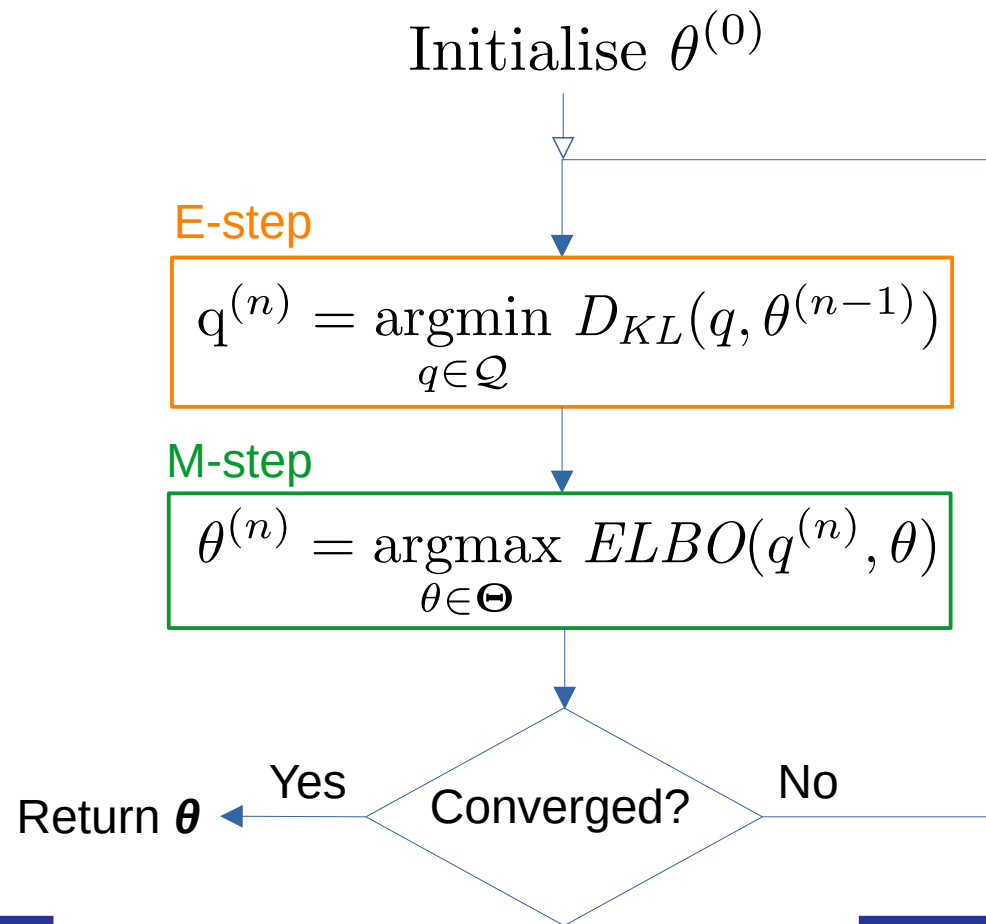 Initialise θ^(0)
E-step
q^(n) = argmin D_KL(q, θ^(n−1))
q∈𝒬
M-step
θ^(n) = argmax ELBO(q^(n), θ)
θ∈Θ
Yes
No
Return θ
Converged?